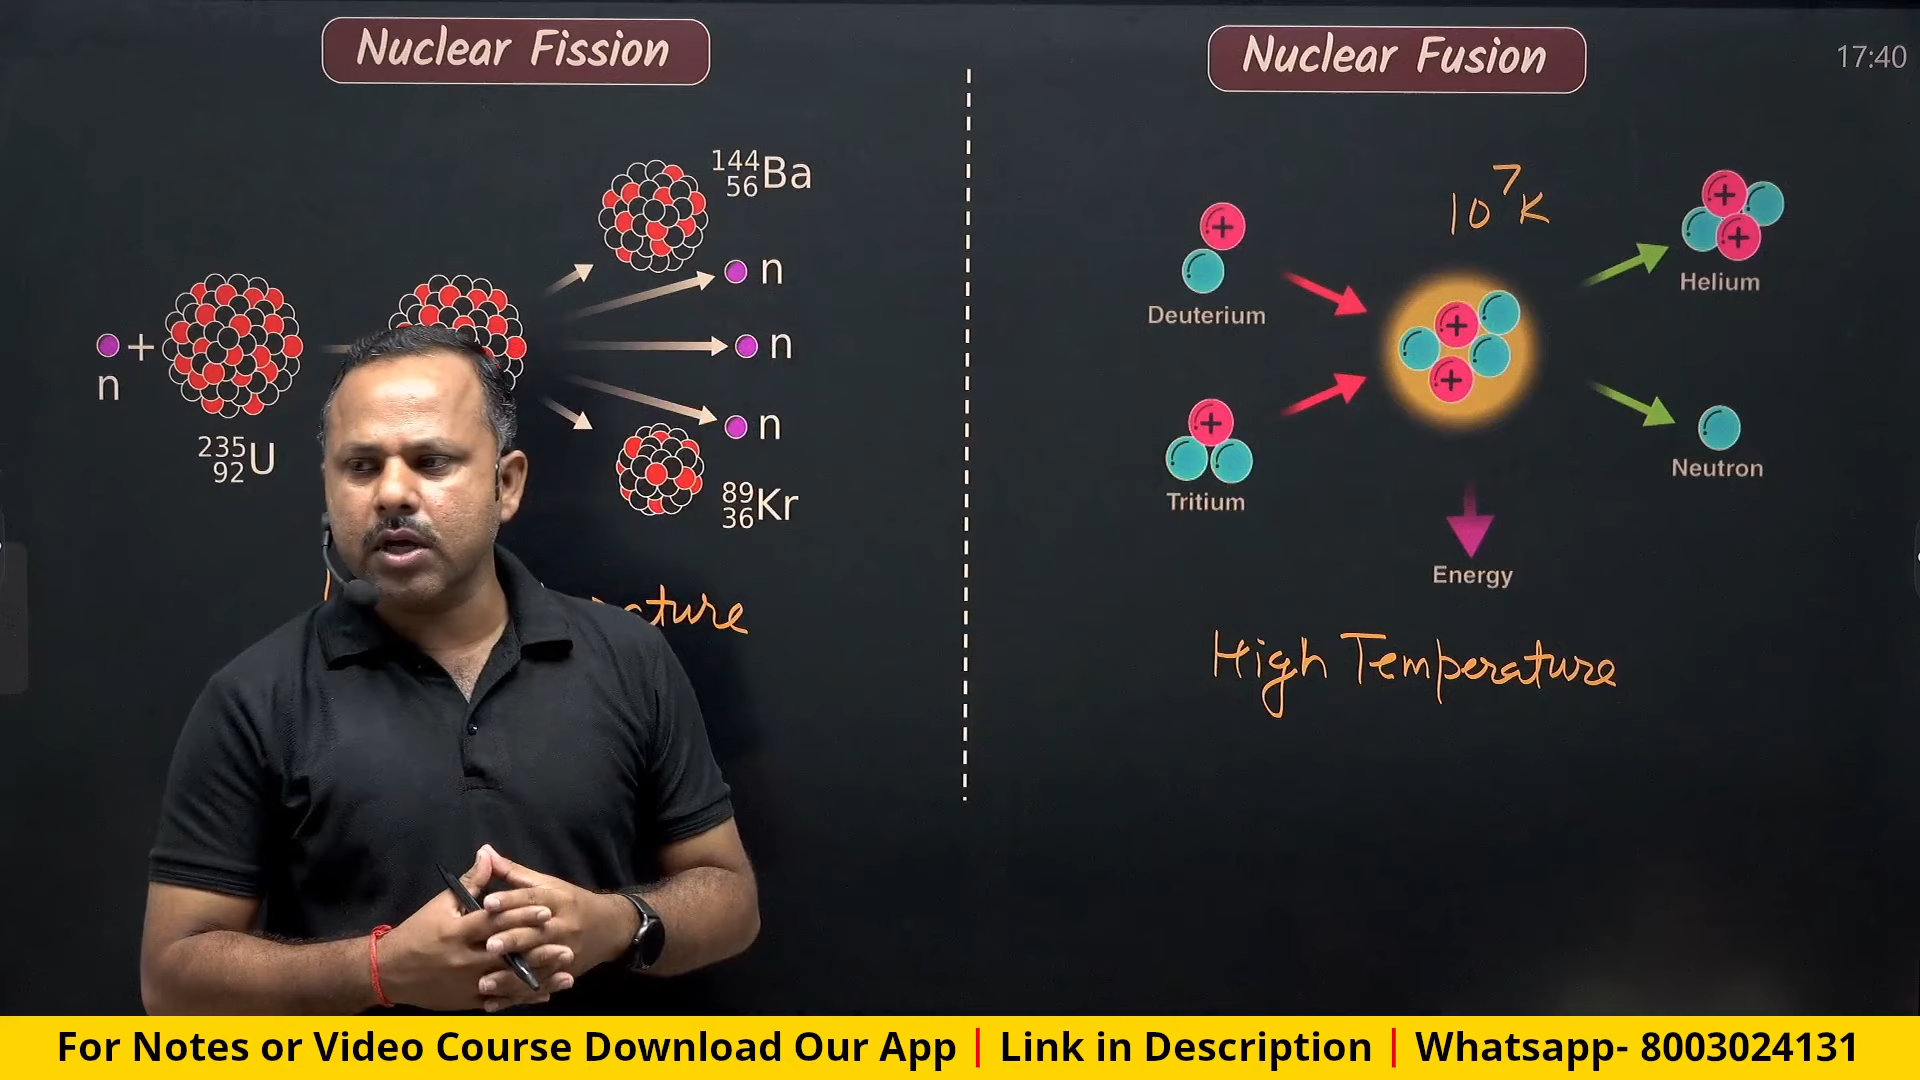 Nuclear Fission
Nuclear Fusion
17:40
144
56Ba
n
n
n
n
+
235
92U
89
36Kr
10⁷K
+
Deuterium
+
Tritium
+
+
+
+
Helium
Neutron
Energy
High Temperature
For Notes or Video Course Download Our App | Link in Description | Whatsapp- 8003024131